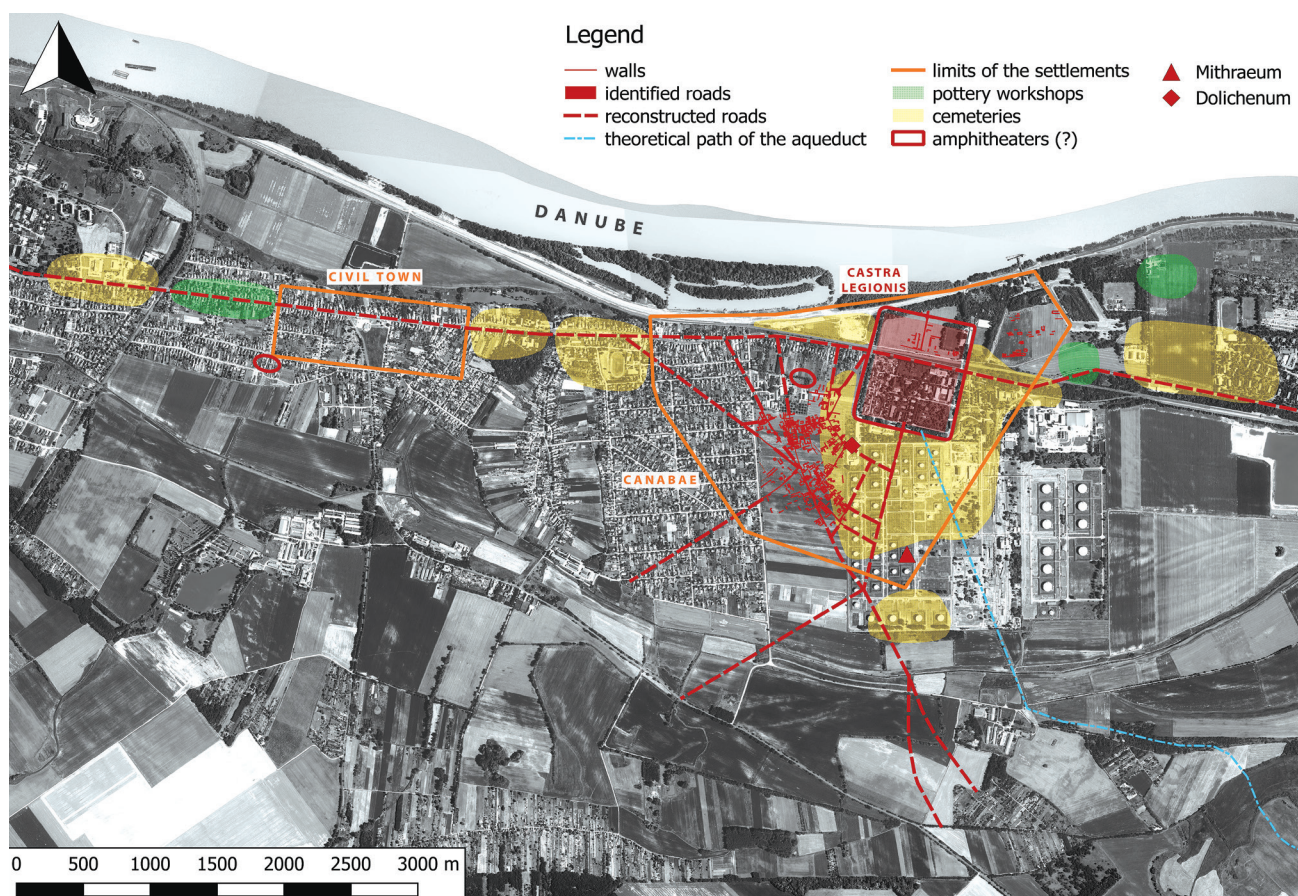 Legend
walls
identified roads
reconstructed roads
theoretical path of the aqueduct
limits of the settlements
pottery workshops
cemeteries
amphitheaters (?)
Mithraeum
Dolichenum
DANUBE
CIVIL TOWN
CASTRA
LEGIONIS
CANABAE
0 500 1000 1500 2000 2500 3000 m